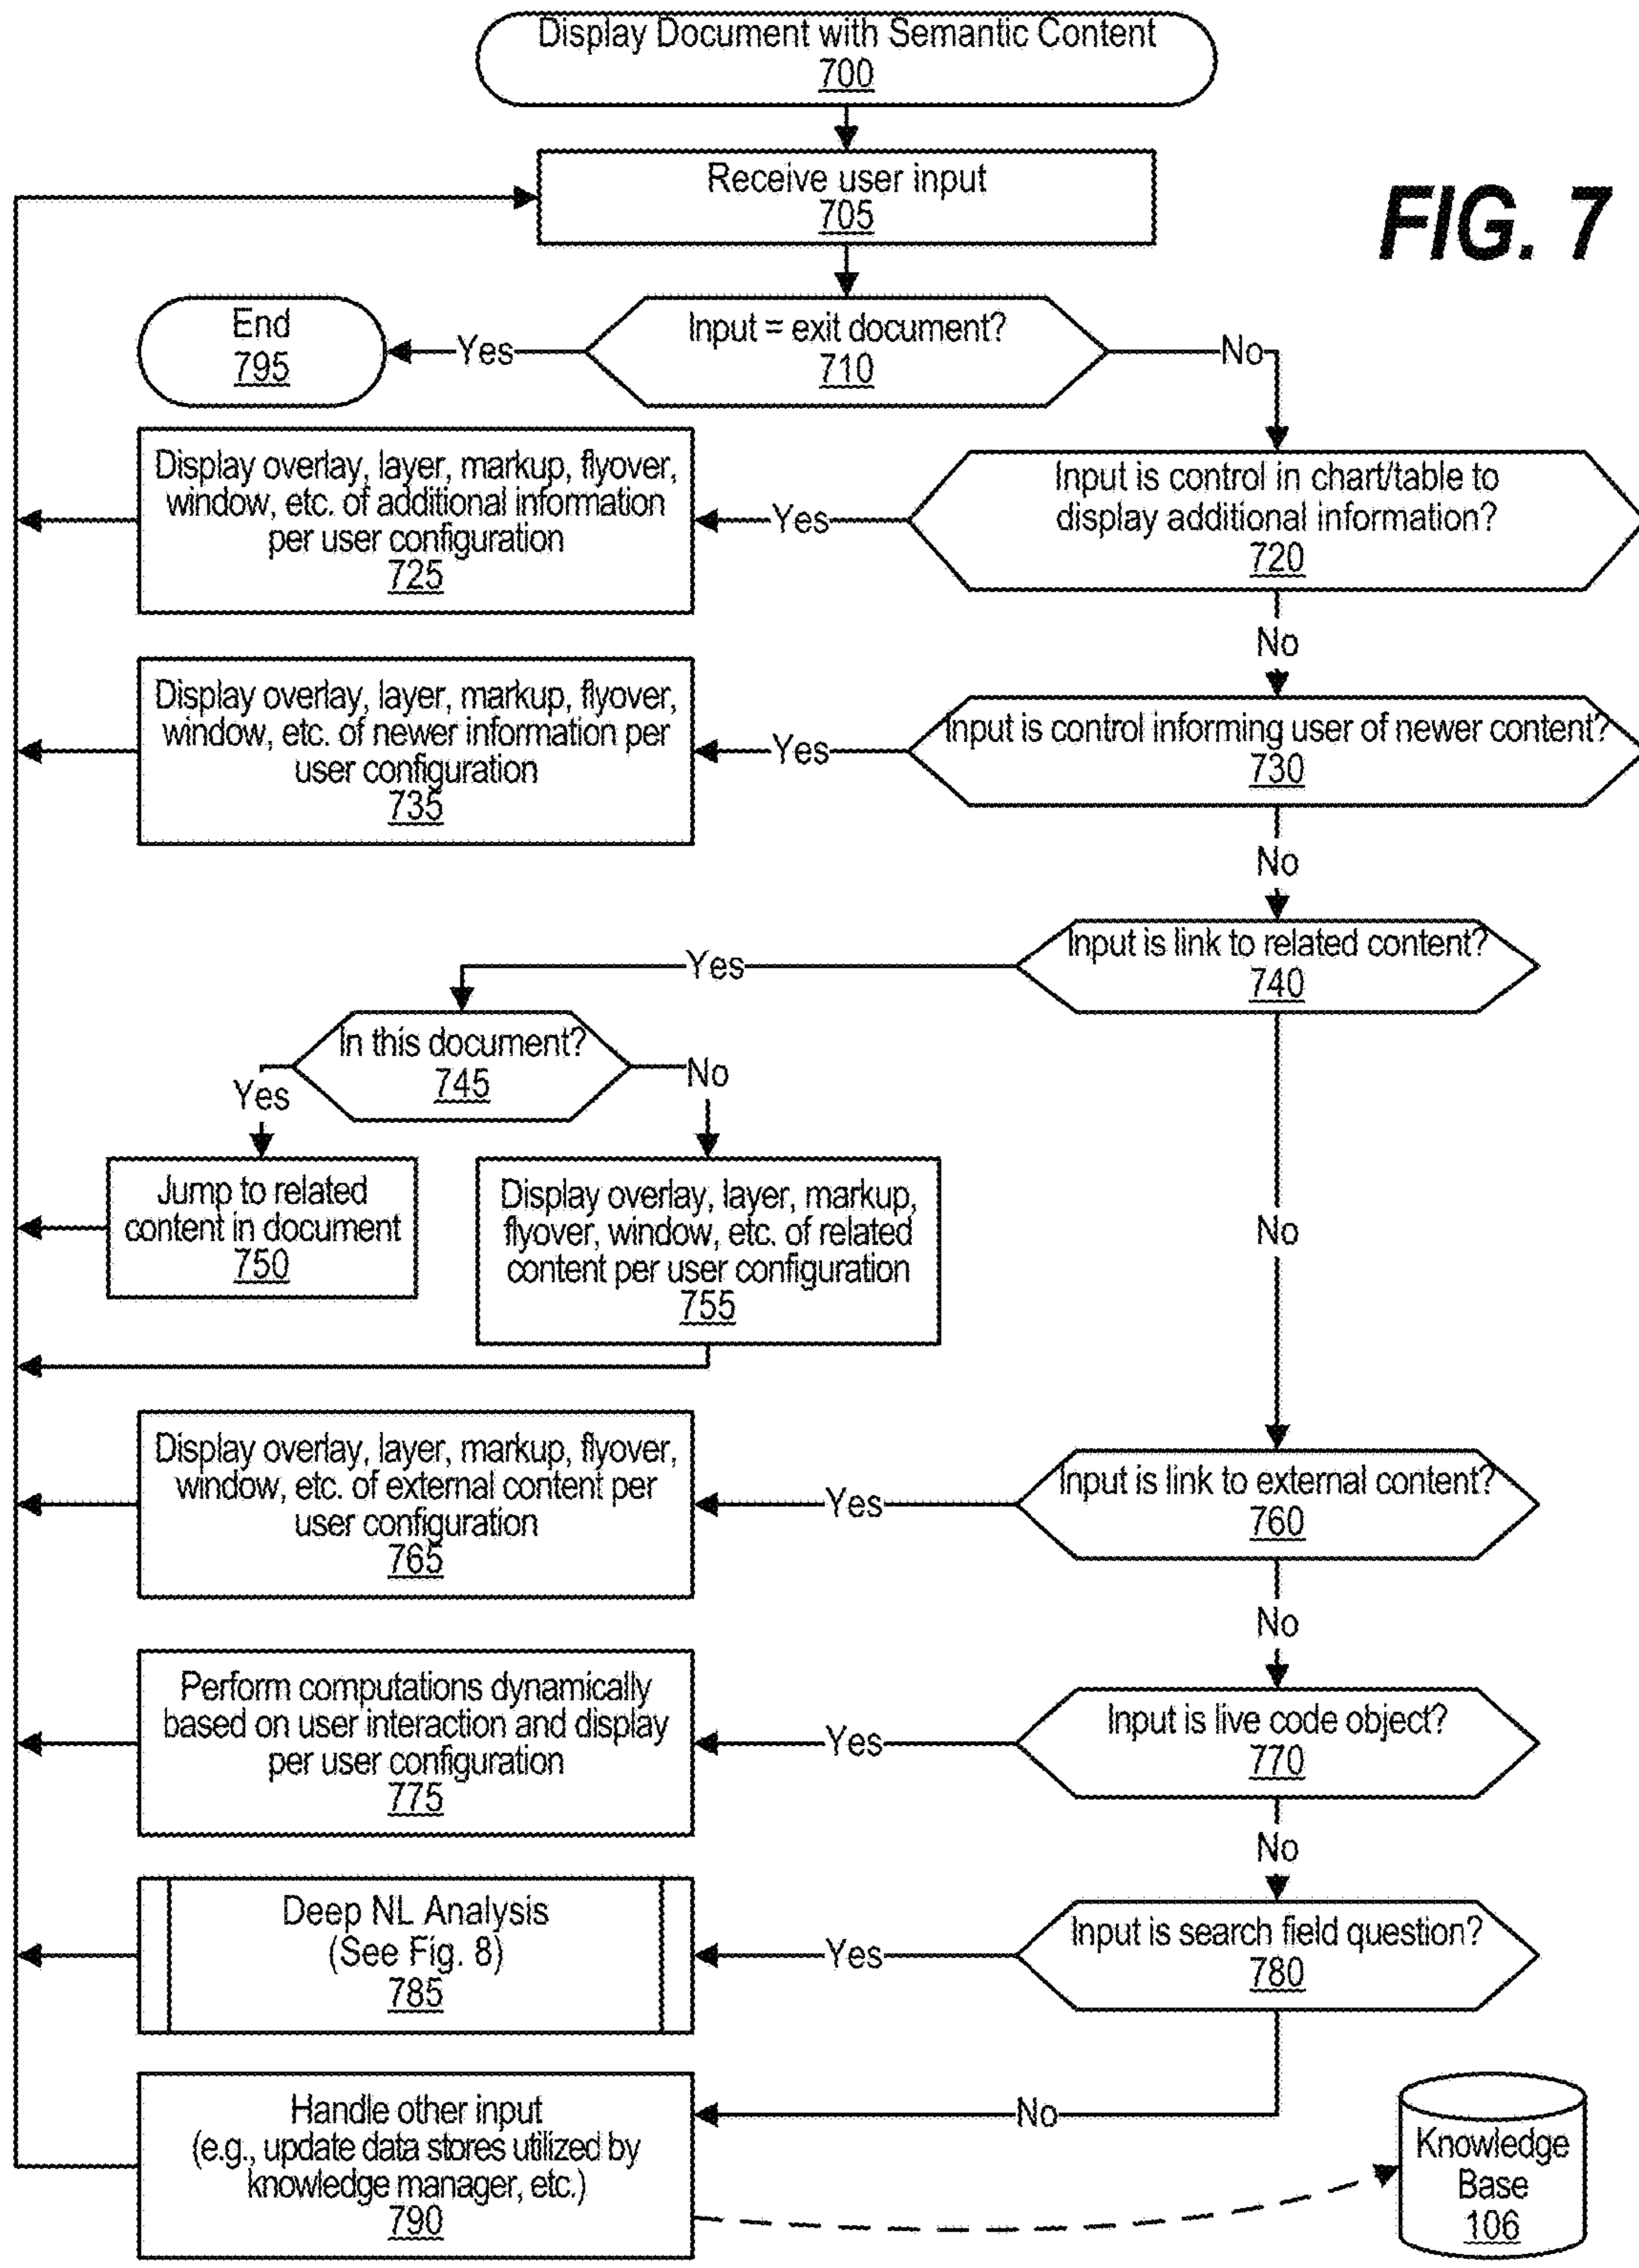 Display Document with Semantic Content
700
Receive user input
705
FIG. 7
Input = exit document?
710
Yes
No
End
795
Input is control in chart/table to
display additional information?
720
Yes
Display overlay, layer, markup, flyover,
window, etc. of additional information
per user configuration
725
No
Input is control informing user of newer content?
730
Yes
Display overlay, layer, markup, flyover,
window, etc. of newer information per
user configuration
735
No
Input is link to related content?
740
Yes
In this document?
745
Yes
No
Jump to related
content in document
750
Display overlay, layer, markup,
flyover, window, etc. of related
content per user configuration
755
No
Input is link to external content?
760
Yes
Display overlay, layer, markup, flyover,
window, etc. of external content per
user configuration
765
No
Input is live code object?
770
Yes
Perform computations dynamically
based on user interaction and display
per user configuration
775
No
Input is search field question?
780
Yes
Deep NL Analysis
(See Fig. 8)
785
No
Handle other input
(e.g., update data stores utilized by
knowledge manager, etc.)
790
Knowledge
Base
106